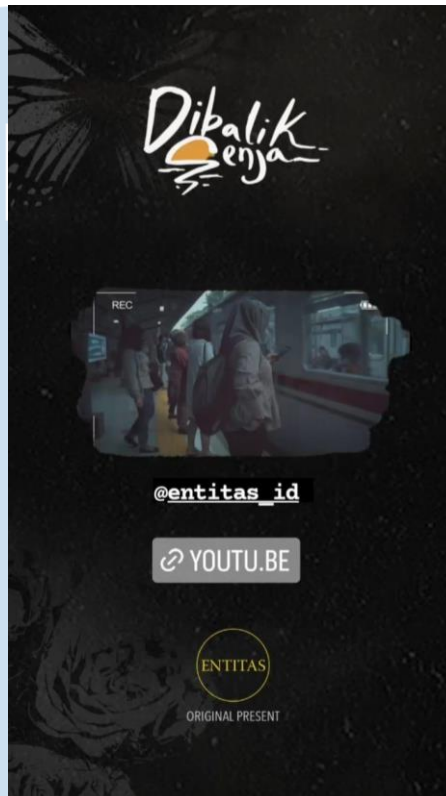 Dibalik
Senja
REC
@entitas_id
YOUTU.BE
ENTITAS
ORIGINAL PRESENT